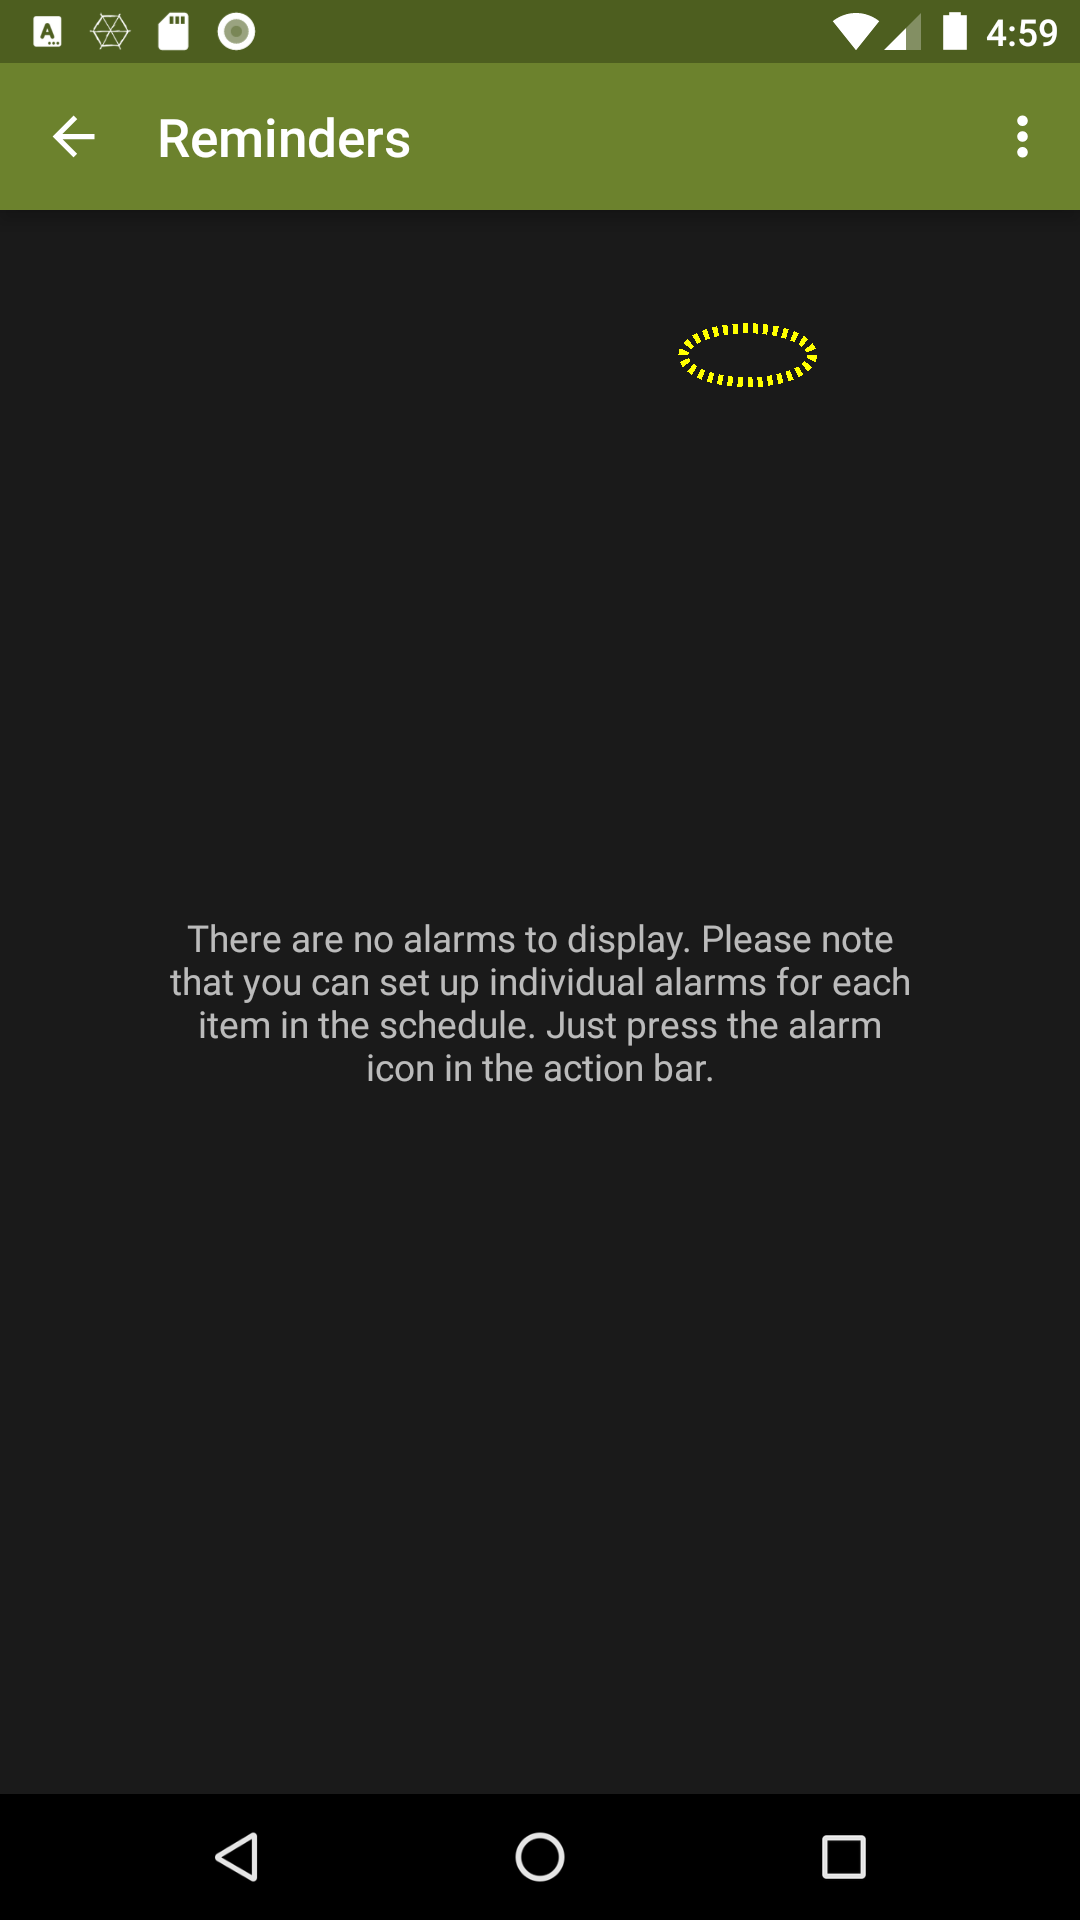 4:59
Reminders
There are no alarms to display. Please note
that you can set up individual alarms for each
item in the schedule. Just press the alarm
icon in the action bar.